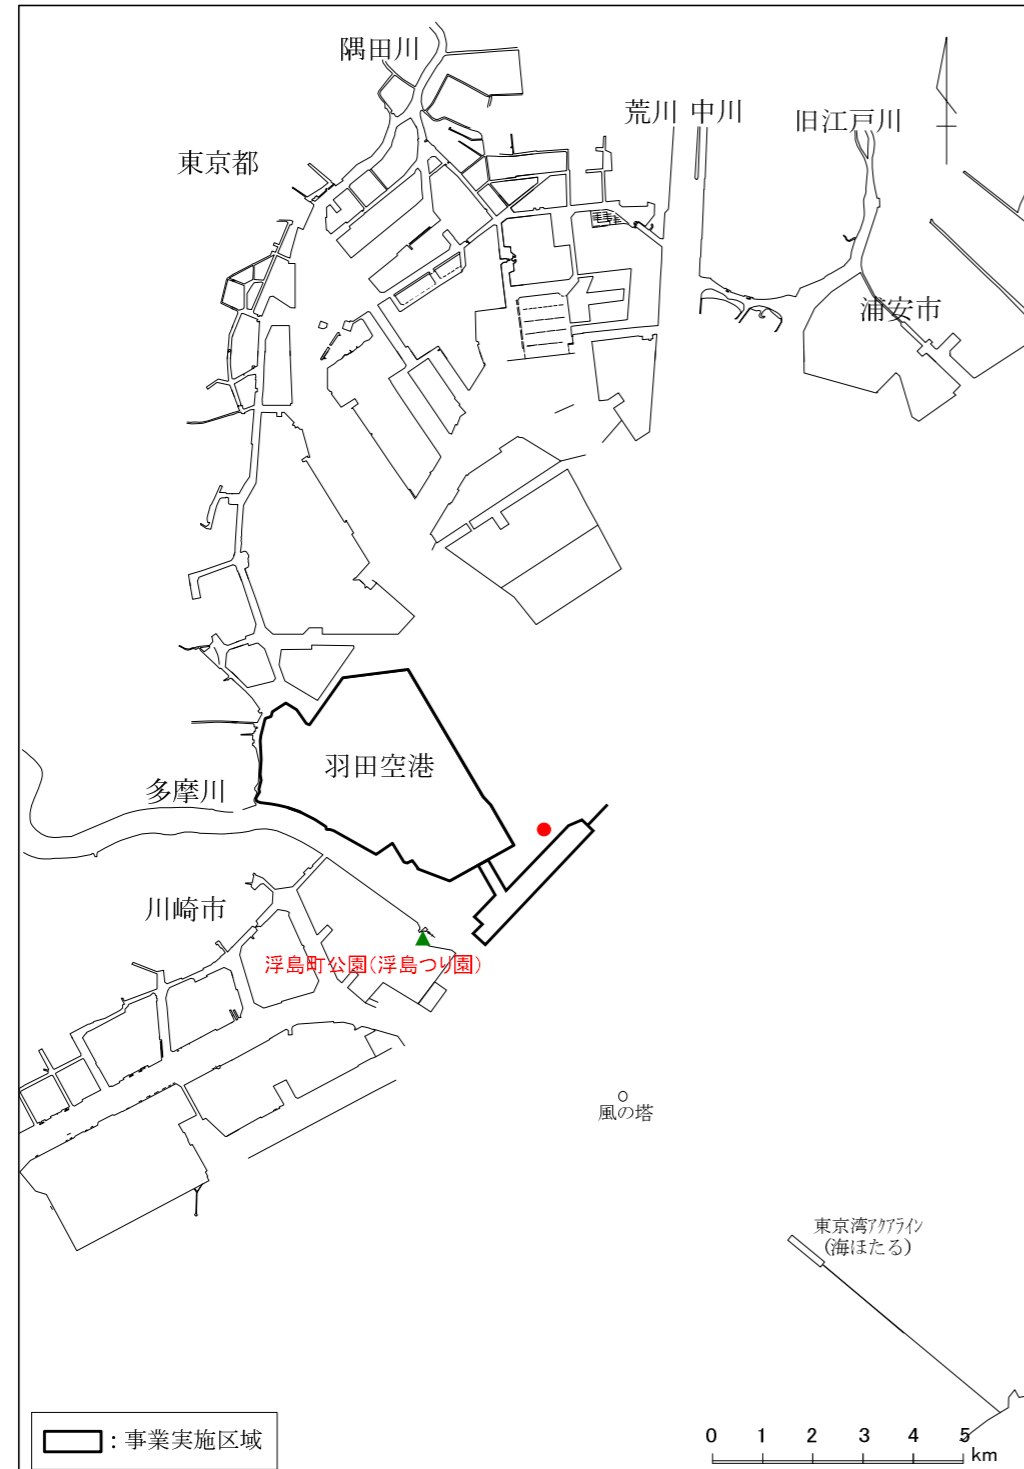 隅田川
荒川 中川
旧江戸川
東京都
浦安市
羽田空港
多摩川
川崎市
浮島町公園(浮島つり園)
風の塔
東京湾アクアライン
(海ほたる)
:事業実施区域
0 1 2 3 4 5
km